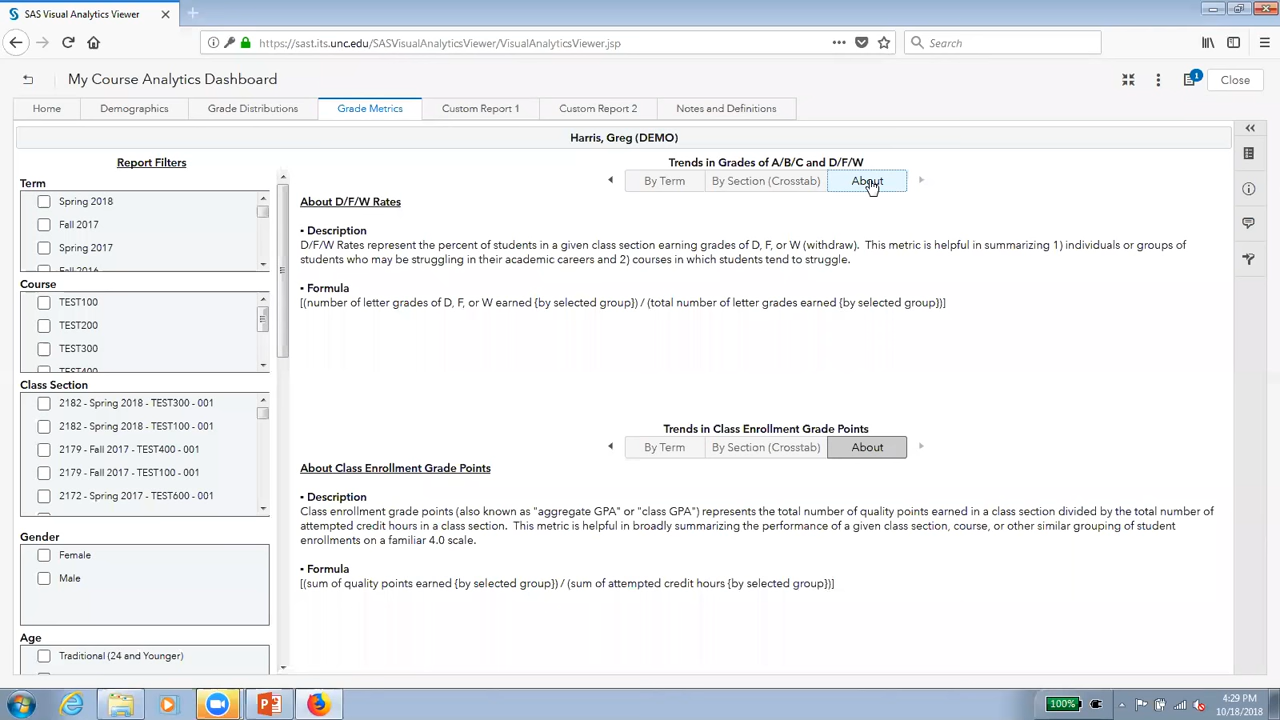 SAS Visual Analytics Viewer
https://sast.its.unc.edu/SASVisualAnalyticsViewer/VisualAnalyticsViewer.jsp
Search
My Course Analytics Dashboard
1
Close
Home
Demographics
Grade Distributions
Grade Metrics
Custom Report 1
Custom Report 2
Notes and Definitions
Harris, Greg (DEMO)
Report Filters
Term
Spring 2018
Fall 2017
Spring 2017
Fall 2016
Course
TEST100
TEST200
TEST300
TEST400
Class Section
2182 - Spring 2018 - TEST300 - 001
2182 - Spring 2018 - TEST100 - 001
2179 - Fall 2017 - TEST400 - 001
2179 - Fall 2017 - TEST100 - 001
2172 - Spring 2017 - TEST600 - 001
Gender
Female
Male
Age
Traditional (24 and Younger)
Trends in Grades of A/B/C and D/F/W
By Term
By Section (Crosstab)
About
About D/F/W Rates
• Description
D/F/W Rates represent the percent of students in a given class section earning grades of D, F, or W (withdraw). This metric is helpful in summarizing 1) individuals or groups of
students who may be struggling in their academic careers and 2) courses in which students tend to struggle.
• Formula
[(number of letter grades of D, F, or W earned {by selected group}) / (total number of letter grades earned {by selected group})]
Trends in Class Enrollment Grade Points
By Term
By Section (Crosstab)
About
About Class Enrollment Grade Points
• Description
Class enrollment grade points (also known as "aggregate GPA" or "class GPA") represents the total number of quality points earned in a class section divided by the total number of
attempted credit hours in a class section. This metric is helpful in broadly summarizing the performance of a given class section, course, or other similar grouping of student
enrollments on a familiar 4.0 scale.
• Formula
[(sum of quality points earned {by selected group}) / (sum of attempted credit hours {by selected group})]
100%
4:29 PM
10/18/2018